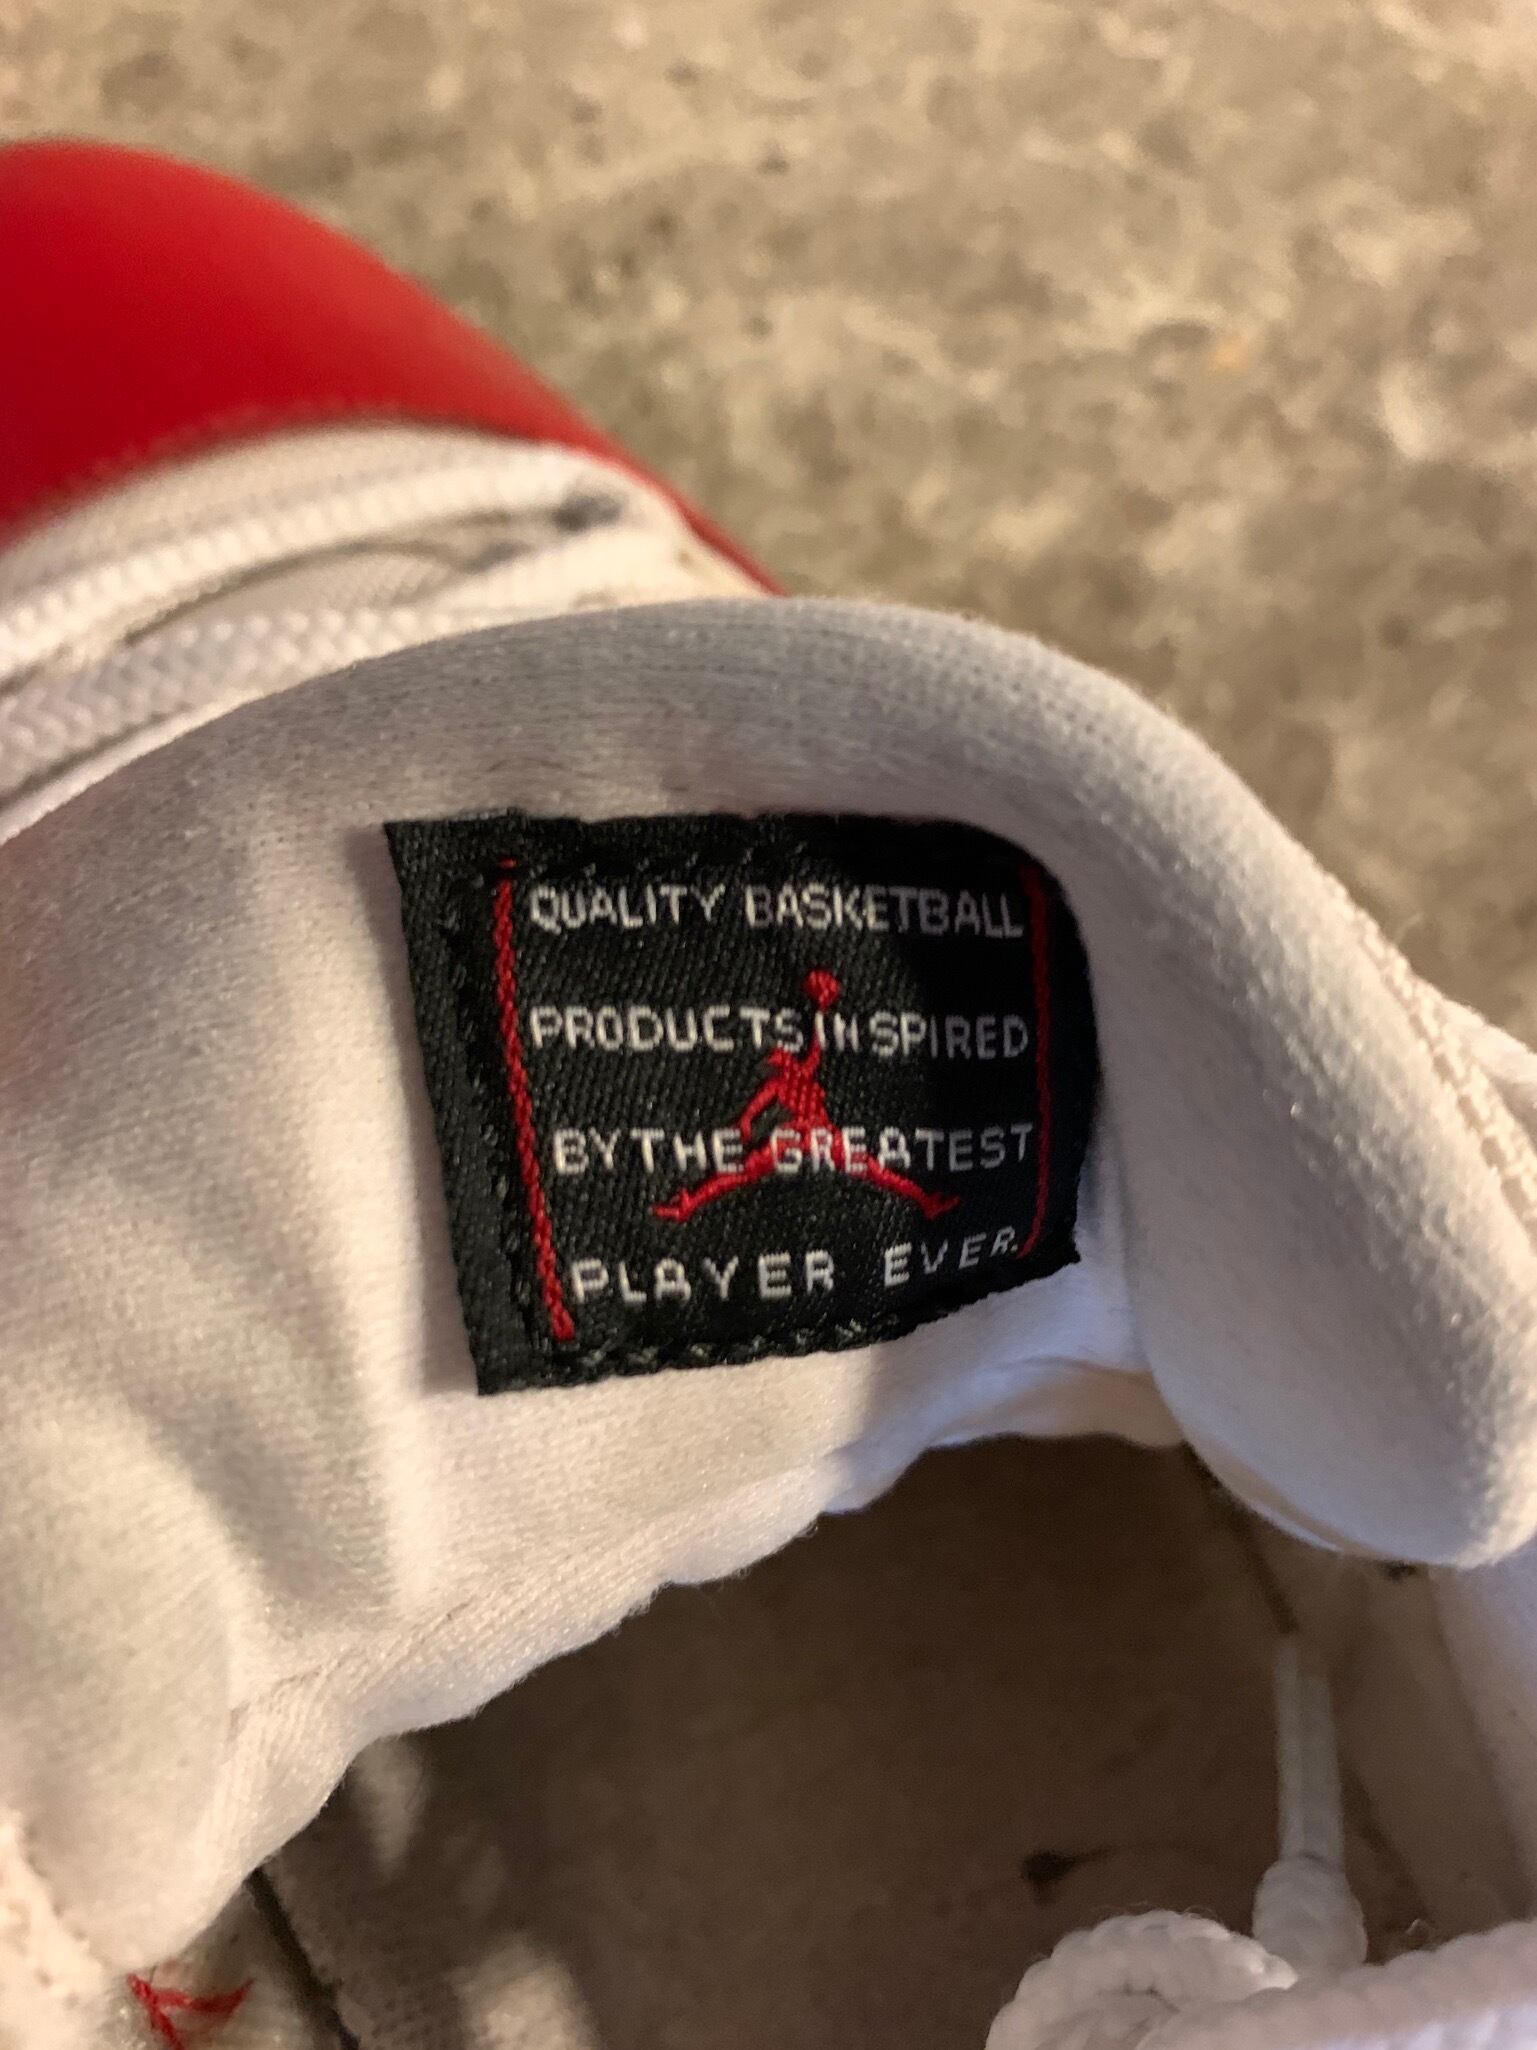 QUALITY BASKETBALL
PRODUCTS INSPIRED
BY THE GREATEST
PLAYER EVER.